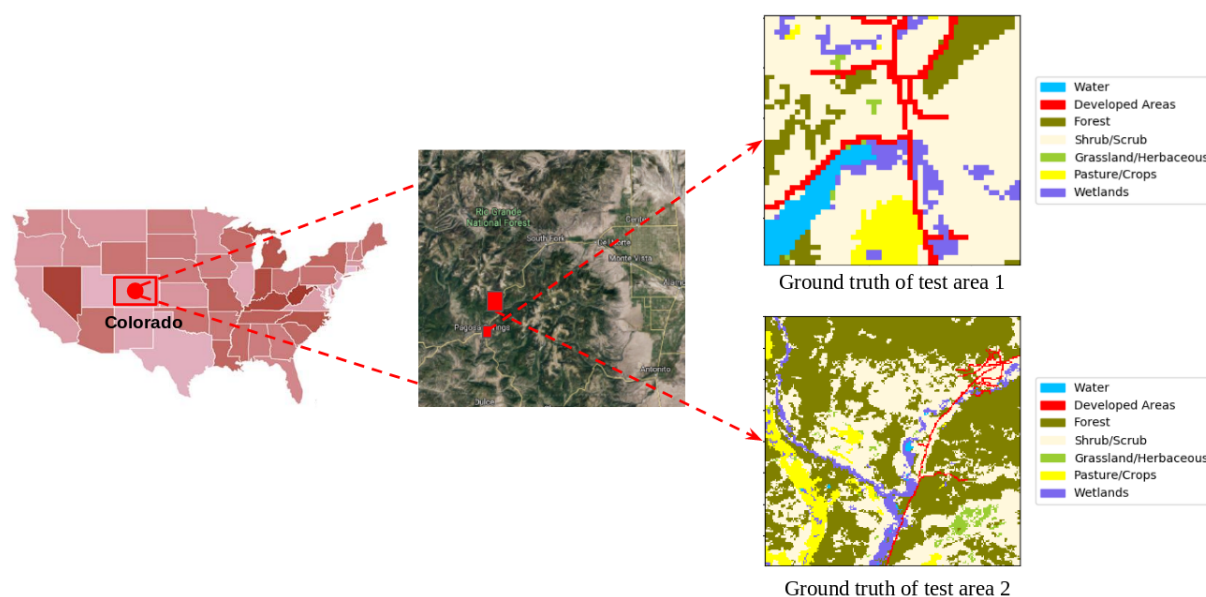 Colorado
Rio Grande
National Forest
South Fork
Del Norte
Monte Vista
Pagosa Springs
Antonito
Dulce
Water
Developed Areas
Forest
Shrub/Scrub
Grassland/Herbaceous
Pasture/Crops
Wetlands
Ground truth of test area 1
Water
Developed Areas
Forest
Shrub/Scrub
Grassland/Herbaceous
Pasture/Crops
Wetlands
Ground truth of test area 2